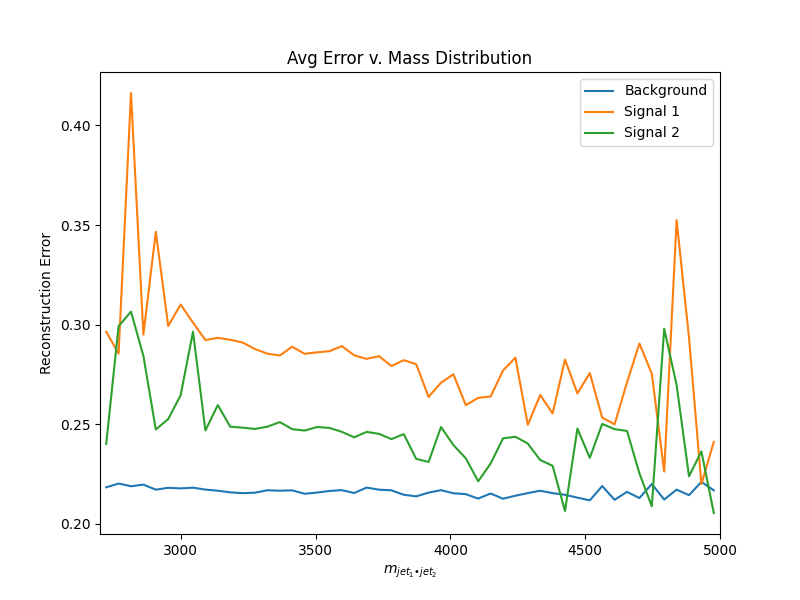 Avg Error v. Mass Distribution
Background
Signal 1
Signal 2
Reconstruction Error
0.40
0.35
0.30
0.25
0.20
3000
3500
4000
4500
5000
m_{jet_1•jet_2}